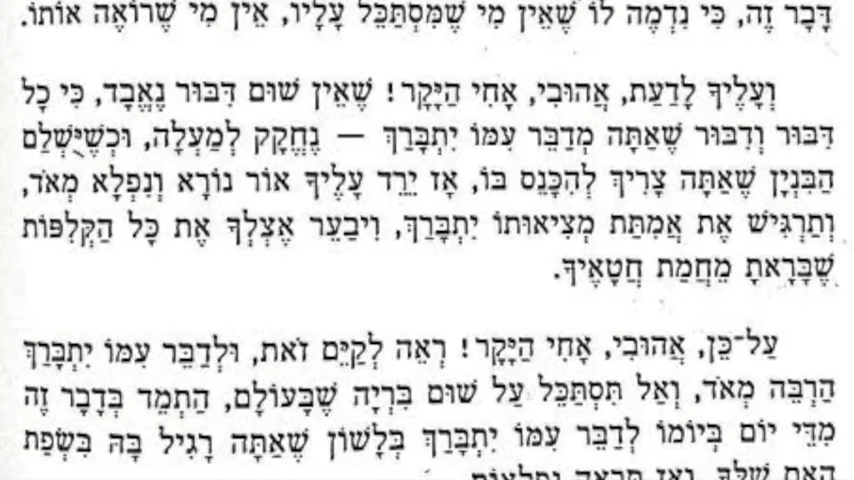 דָּבָר זֶה, כִּי נִדְמֶה לוֹ שֶׁאֵין מִי שֶׁמִּסְתַּכֵּל עָלָיו, אֵין מִי שֶׁרוֹאֶה אוֹתוֹ.
וְעָלֶיךָ לָדַעַת, אֲהוּבִי, אָחִי הַיָּקָר! שֶׁאֵין שׁוּם דִּבּוּר נֶאֱבָד, כִּי כָל
דִּבּוּר וְדִבּוּר שֶׁאַתָּה מְדַבֵּר עִמּוֹ יִתְבָּרַךְ — נֶחֱקָק לְמַעְלָה, וּכְשֶׁיֻּשְׁלַם
הַבִּנְיָן שֶׁאַתָּה צָרִיךְ לְהִכָּנֵס בּוֹ, אָז יֵרֵד עָלֶיךָ אוֹר נוֹרָא וְנִפְלָא מְאֹד,
וְתַרְגִּישׁ אֶת אֲמִתַּת מְצִיאוּתוֹ יִתְבָּרַךְ, וִיבַעֵר אֶצְלְךָ אֶת כָּל הַקְּלִפּוֹת
שֶׁבָּרָאתָ מֵחֲמַת חֲטָאֶיךָ.
עַל־כֵּן, אֲהוּבִי, אָחִי הַיָּקָר! רְאֵה לְקַיֵּם זֹאת, וּלְדַבֵּר עִמּוֹ יִתְבָּרַךְ
הַרְבֵּה מְאֹד, וְאַל תִּסְתַּכֵּל עַל שׁוּם בְּרִיָּה שֶׁבָּעוֹלָם, הַתְמֵד בְּדָבָר זֶה
מִדֵּי יוֹם בְּיוֹמוֹ לְדַבֵּר עִמּוֹ יִתְבָּרַךְ בְּלָשׁוֹן שֶׁאַתָּה רָגִיל בָּהּ בִּשְׂפַת
הָאֵם שֶׁלְּךָ, וְאָז תִּרְאֶה נִפְלָאוֹת